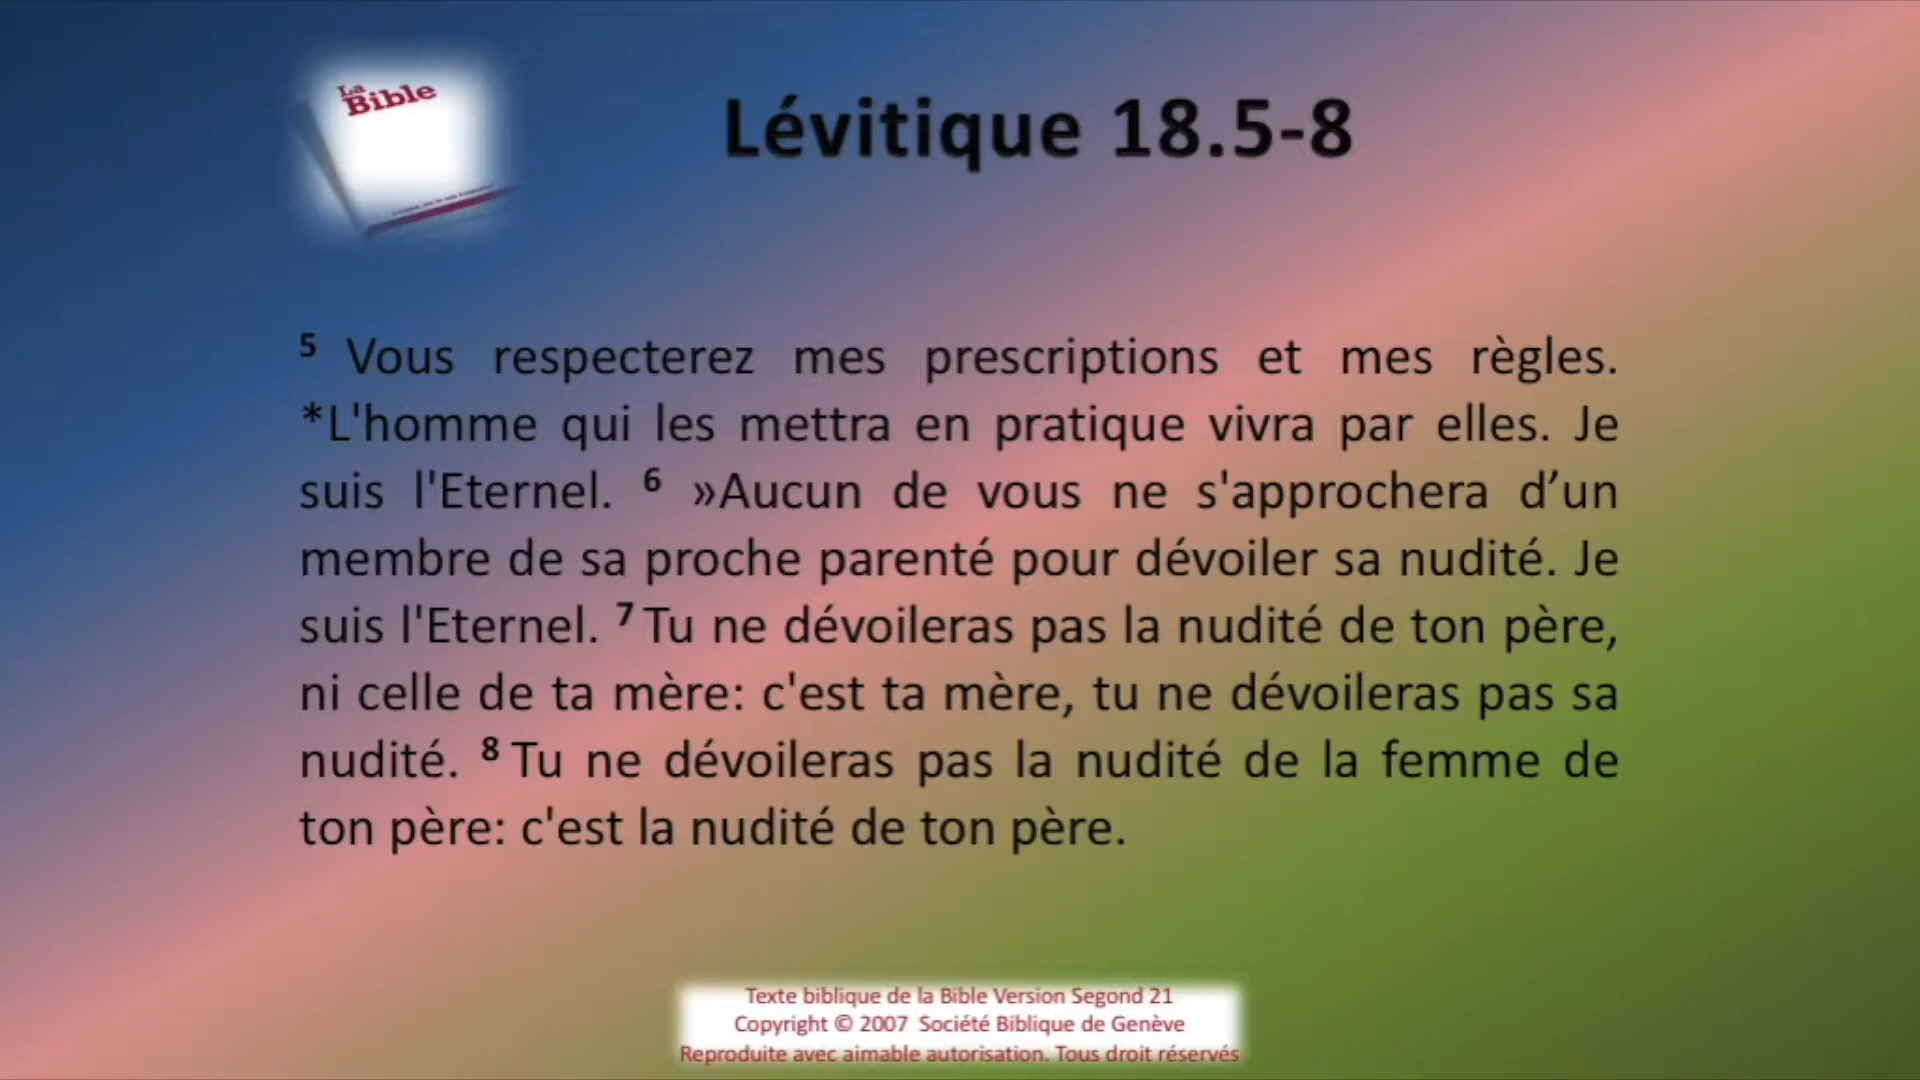 La
Bible
Lévitique 18.5-8
5 Vous respecterez mes prescriptions et mes règles.
*L'homme qui les mettra en pratique vivra par elles. Je
suis l'Eternel. 6 »Aucun de vous ne s'approchera d’un
membre de sa proche parenté pour dévoiler sa nudité. Je
suis l'Eternel. 7 Tu ne dévoileras pas la nudité de ton père,
ni celle de ta mère: c'est ta mère, tu ne dévoileras pas sa
nudité. 8 Tu ne dévoileras pas la nudité de la femme de
ton père: c'est la nudité de ton père.
Texte biblique de la Bible Version Segond 21
Copyright © 2007 Société Biblique de Genève
Reproduite avec aimable autorisation. Tous droit réservés